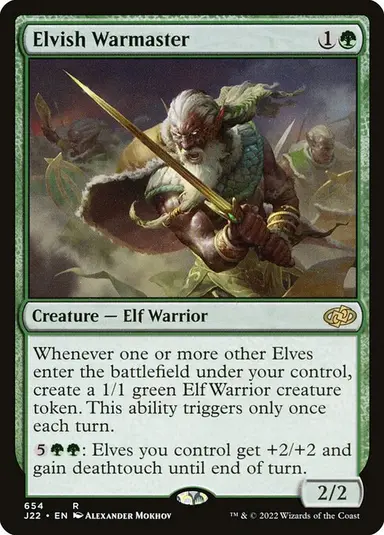 Elvish Warmaster 1
Creature — Elf Warrior
Whenever one or more other Elves
enter the battlefield under your control,
create a 1/1 green Elf Warrior creature
token. This ability triggers only once
each turn.
5: Elves you control get +2/+2 and
gain deathtouch until end of turn.
2/2
654 R
J22 • EN Alexander Mokhov
™ & © 2022 Wizards of the Coast